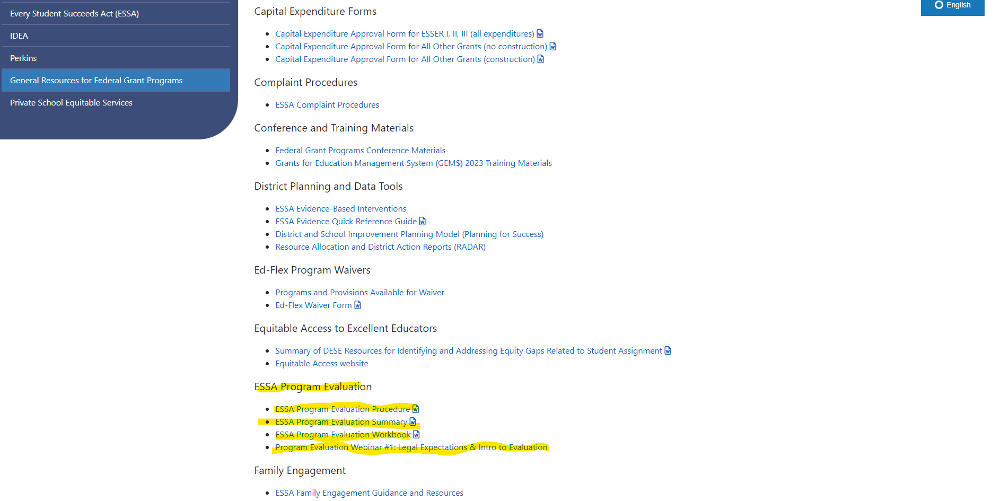 Every Student Succeeds Act (ESSA)
IDEA
Perkins
General Resources for Federal Grant Programs
Private School Equitable Services
English
Capital Expenditure Forms
Capital Expenditure Approval Form for ESSER I, II, III (all expenditures)
Capital Expenditure Approval Form for All Other Grants (no construction)
Capital Expenditure Approval Form for All Other Grants (construction)
Complaint Procedures
ESSA Complaint Procedures
Conference and Training Materials
Federal Grant Programs Conference Materials
Grants for Education Management System (GEM$) 2023 Training Materials
District Planning and Data Tools
ESSA Evidence-Based Interventions
ESSA Evidence Quick Reference Guide
District and School Improvement Planning Model (Planning for Success)
Resource Allocation and District Action Reports (RADAR)
Ed-Flex Program Waivers
Programs and Provisions Available for Waiver
Ed-Flex Waiver Form
Equitable Access to Excellent Educators
Summary of DESE Resources for Identifying and Addressing Equity Gaps Related to Student Assignment
Equitable Access website
ESSA Program Evaluation
ESSA Program Evaluation Procedure
ESSA Program Evaluation Summary
ESSA Program Evaluation Workbook
Program Evaluation Webinar #1: Legal Expectations & Intro to Evaluation
Family Engagement
ESSA Family Engagement Guidance and Resources